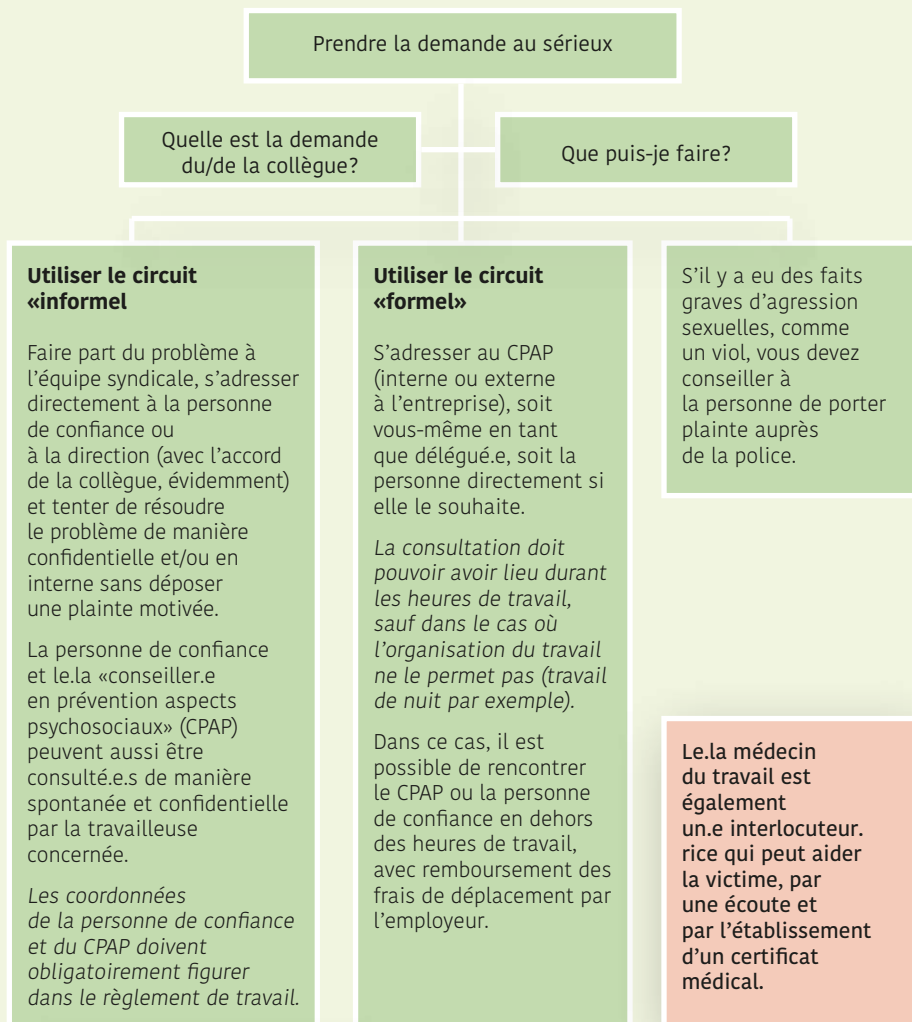 Prendre la demande au sérieux
Quelle est la demande
du/de la collègue?
Que puis-je faire?
Utiliser le circuit
«informel
Faire part du problème à
l’équipe syndicale, s’adresser
directement à la personne
de confiance ou
à la direction (avec l’accord
de la collègue, évidemment)
et tenter de résoudre
le problème de manière
confidentielle et/ou en
interne sans déposer
une plainte motivée.
La personne de confiance
et le.la «conseiller.e
en prévention aspects
psychosociaux» (CPAP)
peuvent aussi être
consulté.e.s de manière
spontanée et confidentielle
par la travailleuse
concernée.
Les coordonnées
de la personne de confiance
et du CPAP doivent
obligatoirement figurer
dans le règlement de travail.
Utiliser le circuit
«formel»
S’adresser au CPAP
(interne ou externe
à l’entreprise), soit
vous-même en tant
que délégué.e, soit la
personne directement si
elle le souhaite.
La consultation doit
pouvoir avoir lieu durant
les heures de travail,
sauf dans le cas où
l’organisation du travail
ne le permet pas (travail
de nuit par exemple).
Dans ce cas, il est
possible de rencontrer
le CPAP ou la personne
de confiance en dehors
des heures de travail,
avec remboursement des
frais de déplacement par
l’employeur.
S’il y a eu des faits
graves d’agression
sexuelles, comme
un viol, vous devez
conseiller à
la personne de porter
plainte auprès
de la police.
Le.la médecin
du travail est
également
un.e interlocuteur.
rice qui peut aider
la victime, par
une écoute et
par l’établissement
d’un certificat
médical.